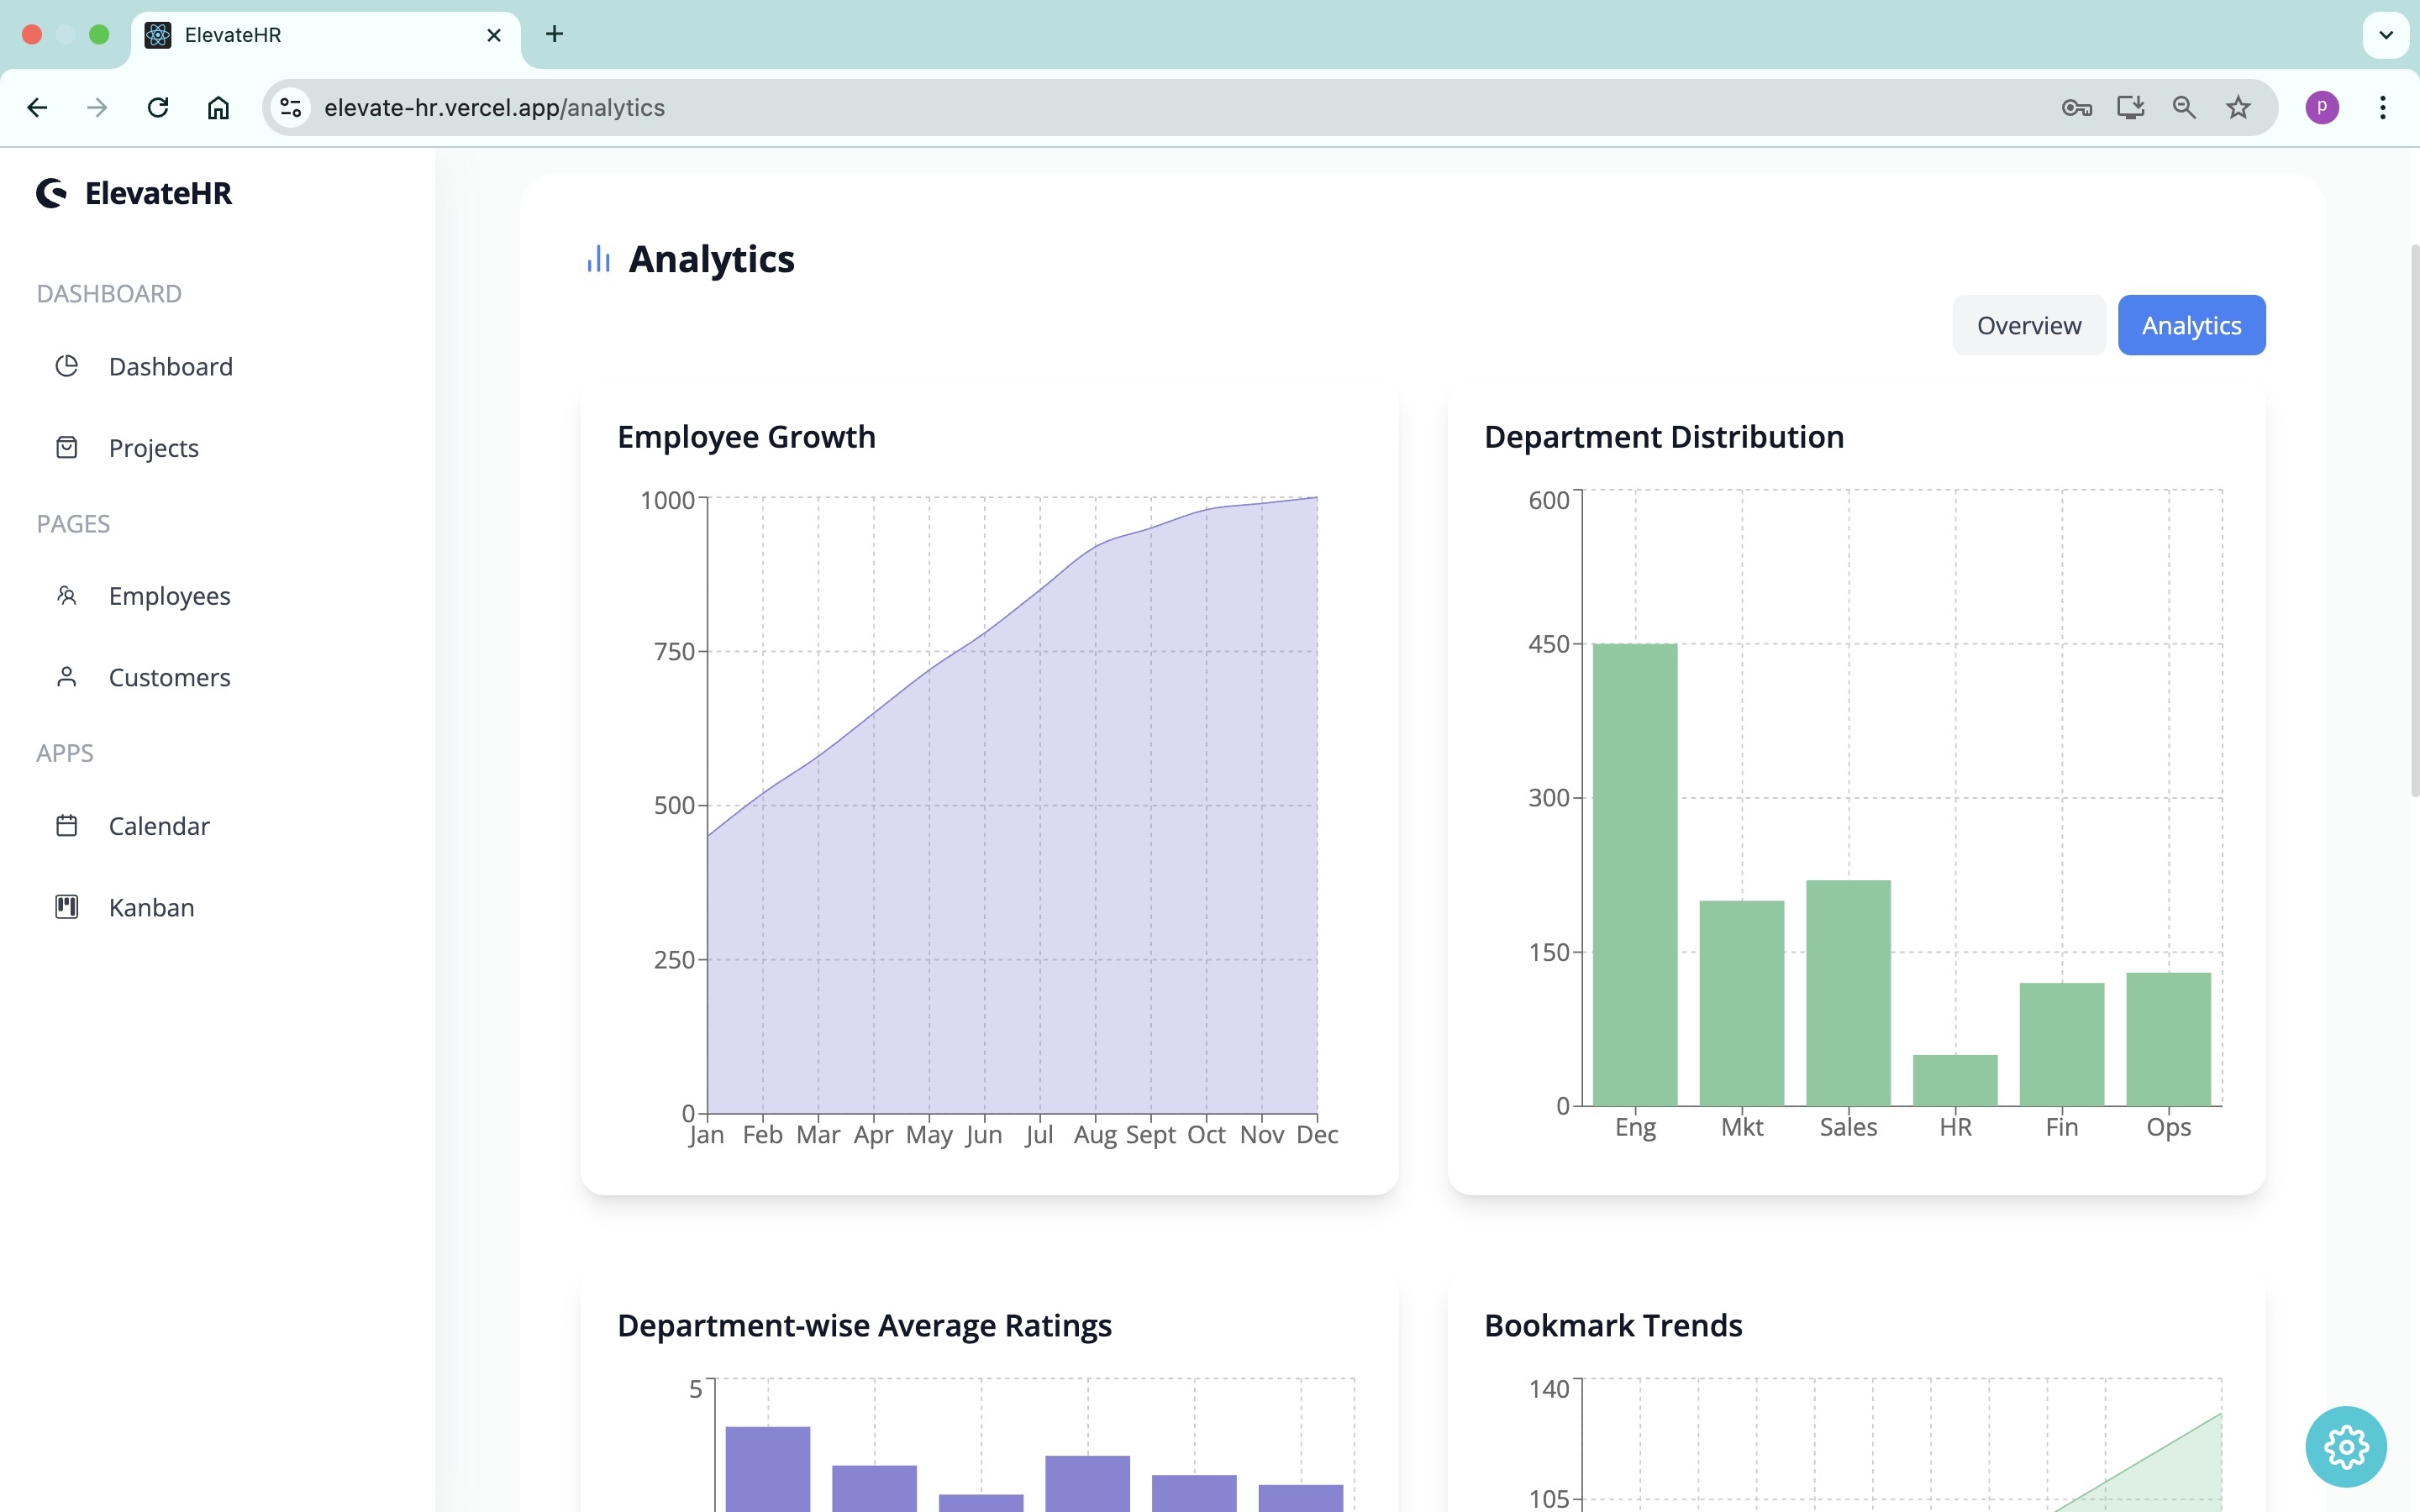 ElevateHR
elevate-hr.vercel.app/analytics
p
ElevateHR
DASHBOARD
Dashboard
Projects
PAGES
Employees
Customers
APPS
Calendar
Kanban
Analytics
Overview
Analytics
Employee Growth
1000
750
500
250
0
Jan Feb Mar Apr May Jun Jul Aug Sept Oct Nov Dec
Department Distribution
600
450
300
150
0
Eng Mkt Sales HR Fin Ops
Department-wise Average Ratings
5
Bookmark Trends
140
105